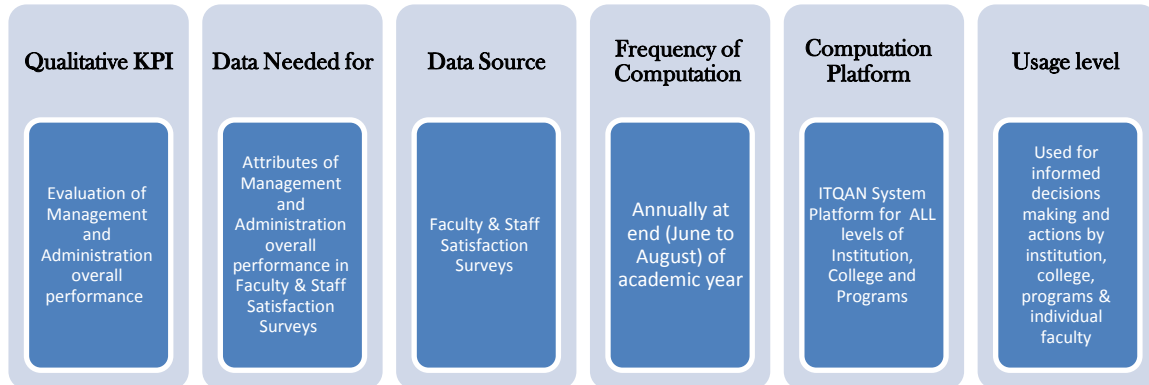 Qualitative KPI
Evaluation of
Management
and
Administration
overall
performance
Data Needed for
Attributes of
Management
and
Administration
overall
performance in
Faculty & Staff
Satisfaction
Surveys
Data Source
Faculty & Staff
Satisfaction
Surveys
Frequency of
Computation
Annually at
end (June to
August) of
academic year
Computation
Platform
ITQAN System
Platform for ALL
levels of
Institution,
College and
Programs
Usage level
Used for
informed
decisions
making and
actions by
institution,
college,
programs &
individual
faculty